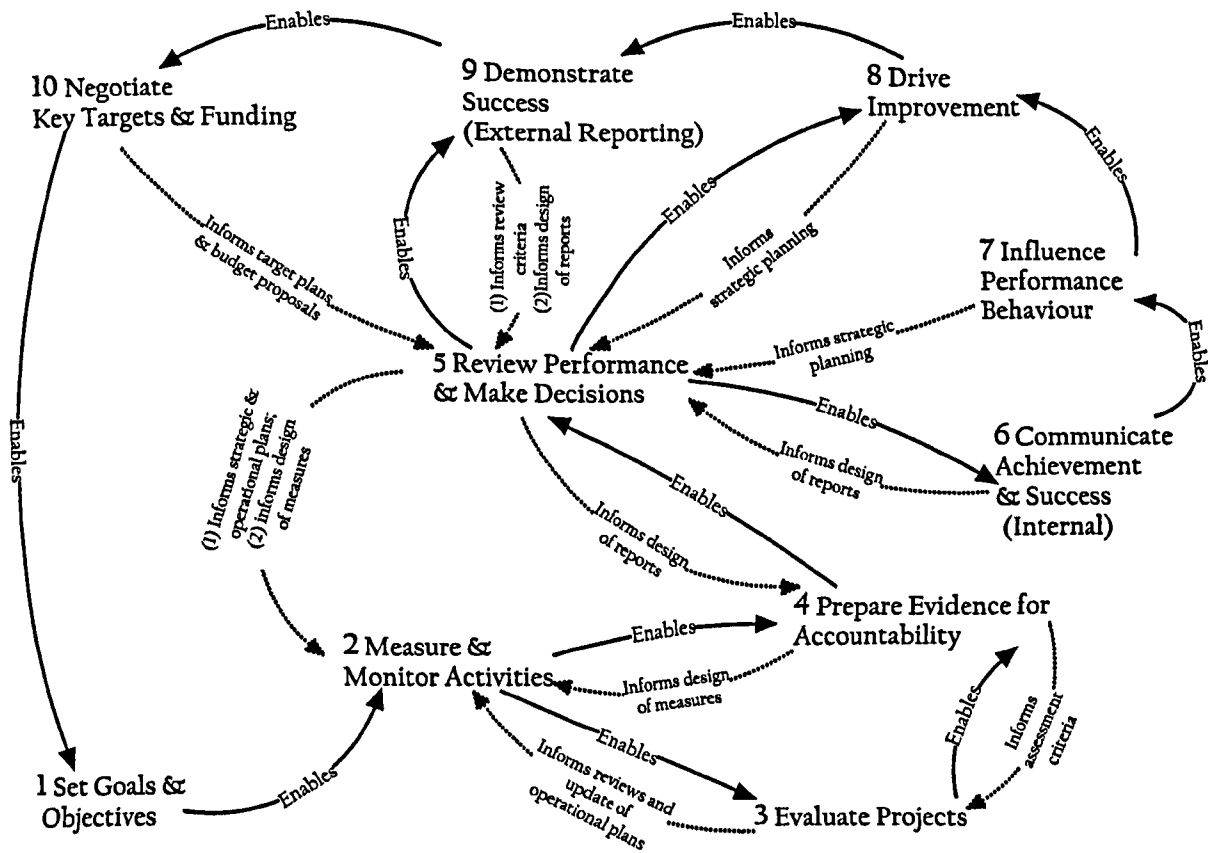 Enables
Enables
10 Negotiate
Key Targets & Funding
9 Demonstrate
Success
(External Reporting)
8 Drive
Improvement
Enables
Enables
Enables
Informs target plans
& budget proposals
(1) Informs review
criteria
(2) Informs design
of reports
Informs
strategic planning
7 Influence
Performance
Behaviour
Informs strategic
planning
Enables
5 Review Performance
& Make Decisions
Enables
(1) Informs strategic &
operational plans;
(2) informs design
of measures
Enables
Informs design
of reports
6 Communicate
Achievement
& Success
(Internal)
Enables
Informs design
of reports
4 Prepare Evidence for
Accountability
Enables
2 Measure &
Monitor Activities
Informs design
of measures
Enables
Informs
assessment
criteria
Enables
Informs reviews and
update of
operational plans
1 Set Goals &
Objectives
Enables
3 Evaluate Projects